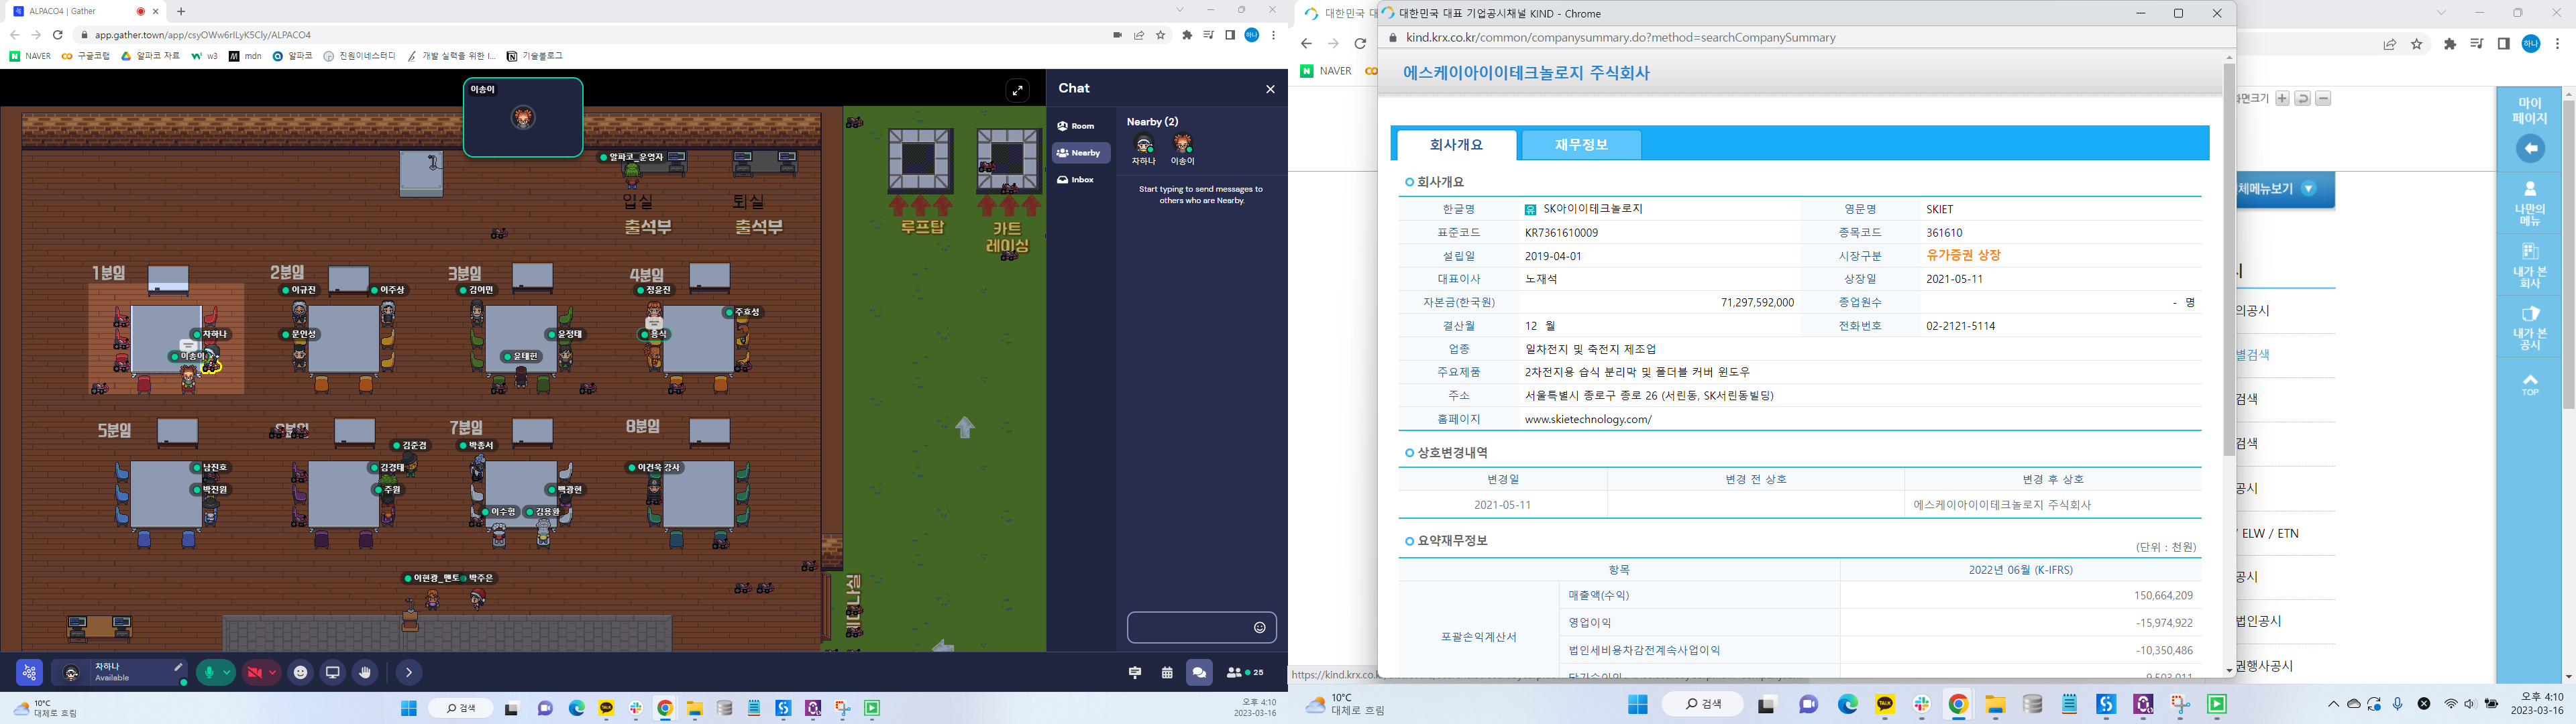 ALPACO4 | Gather
app.gather.town/app/csyOWw6rILyK5Cly/ALPACO4
NAVER 구글코랩 알파코 자료 w3 mdn 알파코 진원이네스터디 개발 실력을 위한 I... 기술블로그
이송이
알파코_운영자
입실 퇴실
출석부 출석부
루프탑 카트
레이싱
1분임 2분임 3분임 4분임
이규진 이주상 김여민 정윤진
주효성
차하나 문인성 윤정태 용식
이송이 윤태헌
5분임 7분임 8분임
김준겸 박종서
남진호 김경태 이건욱 강사
박진원 주원 백광현
이수형 김용환
이현광_멘토 박주은
Chat
Room
Nearby
Inbox
Nearby (2)
차하나 이송이
Start typing to send messages to
others who are Nearby.
차하나
Available
25
10°C
대체로 흐림
검색
오후 4:10
2023-03-16
대한민국 대
NAVER
대한민국 대표 기업공시채널 KIND - Chrome
kind.krx.co.kr/common/companysummary.do?method=searchCompanySummary
에스케이아이이테크놀로지 주식회사
회사개요 재무정보
회사개요
한글명 유 SK아이이테크놀로지 영문명 SKIET
표준코드 KR7361610009 종목코드 361610
설립일 2019-04-01 시장구분 유가증권 상장
대표이사 노재석 상장일 2021-05-11
자본금(한국원) 71,297,592,000 종업원수 - 명
결산월 12 월 전화번호 02-2121-5114
업종 일차전지 및 축전지 제조업
주요제품 2차전지용 습식 분리막 및 폴더블 커버 윈도우
주소 서울특별시 종로구 종로 26 (서린동, SK서린동빌딩)
홈페이지 www.skietechnology.com/
상호변경내역
변경일 변경 전 상호 변경 후 상호
2021-05-11 에스케이아이이테크놀로지 주식회사
요약재무정보
(단위 : 천원)
항목 2022년 06월 (K-IFRS)
포괄손익계산서
매출액(수익) 150,664,209
영업이익 -15,974,922
법인세비용차감전계속사업이익 -10,350,486
당기순이익 -9,503,011
하나
화면크기
체메뉴보기
의공시
별검색
검색
검색
공시
/ ELW / ETN
공시
법인공시
권행사공시
마이
페이지
나만의
메뉴
내가 본
회사
내가 본
공시
TOP
https://kind.krx.co.kr
10°C
대체로 흐림
검색
오후 4:10
2023-03-16